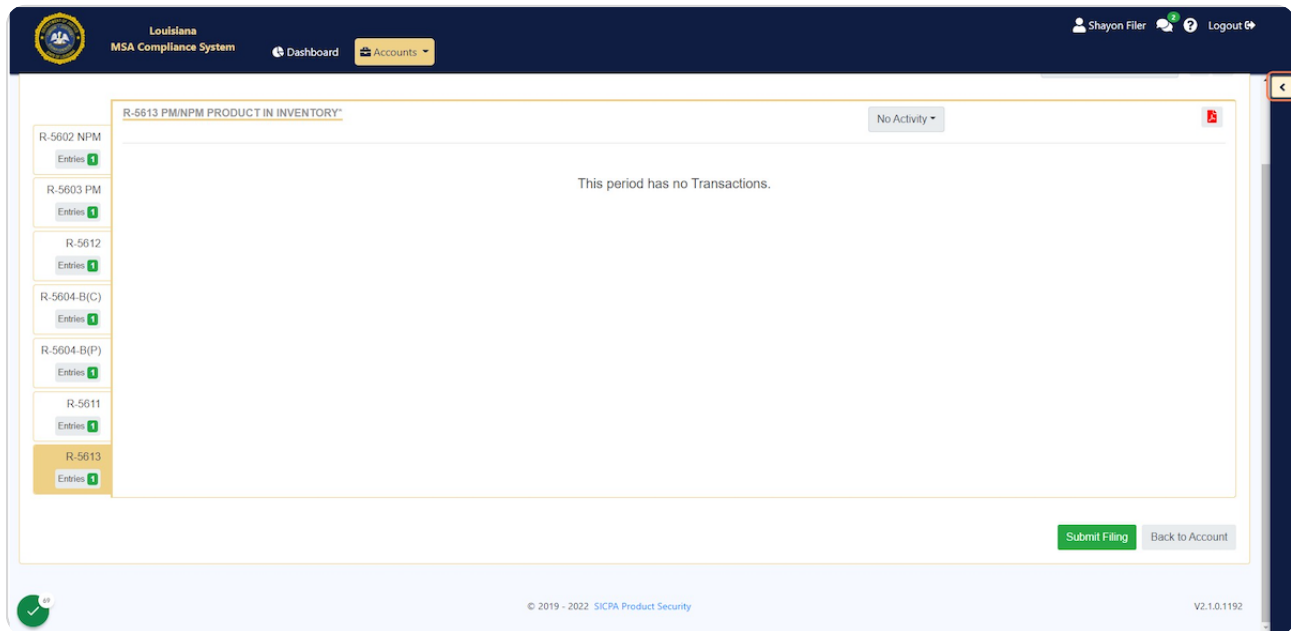 Louisiana
MSA Compliance System
Dashboard
Accounts
Shayon Filer
2
Logout
R-5613 PM/NPM PRODUCT IN INVENTORY"
No Activity
This period has no Transactions.
R-5602 NPM
Entries 1
R-5603 PM
Entries 1
R-5612
Entries 1
R-5604-B(C)
Entries 1
R-5604-B(P)
Entries 1
R-5611
Entries 1
R-5613
Entries 1
Submit Filing
Back to Account
69
© 2019 - 2022 SICPA Product Security
V2.1.0.1192